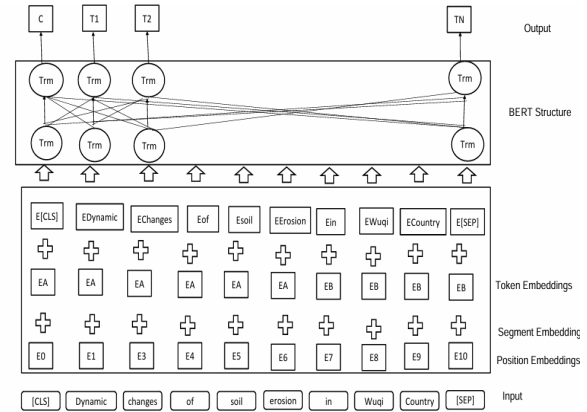 C T1 T2 TN Output
Trm Trm Trm Trm
BERT Structure
Trm Trm Trm Trm
E[CLS] EDynamic EChanges Eof Esoil EErosion Ein EWuqi ECountry E[SEP]
EA EA EA EA EA EA EB EB EB EB Token Embeddings
Segment Embedding
E0 E1 E3 E4 E5 E6 E7 E8 E9 E10 Position Embeddings
[CLS] Dynamic changes of soil erosion in Wuqi Country [SEP] Input